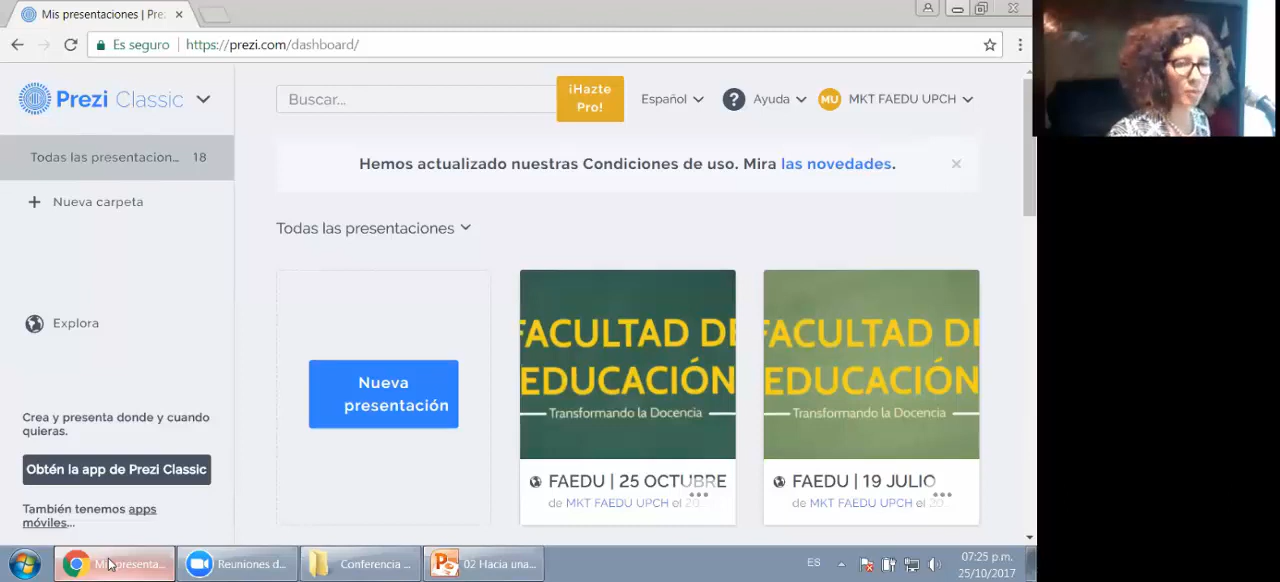 Mis presentaciones | Pre
Es seguro https://prezi.com/dashboard/
Prezi Classic
Buscar...
¡Hazte
Pro!
Español
? Ayuda
MU MKT FAEDU UPCH
Todas las presentacion... 18
Hemos actualizado nuestras Condiciones de uso. Mira las novedades.
+ Nueva carpeta
Todas las presentaciones
Explora
Nueva
presentación
FACULTAD DE
EDUCACIÓN
Transformando la Docencia
FACULTAD DE
EDUCACIÓN
Transformando la Docencia
FAEDU | 25 OCTUBRE
de MKT FAEDU UPCH el 20...
FAEDU | 19 JULIO
de MKT FAEDU UPCH el 20...
Crea y presenta donde y cuando
quieras.
Obtén la app de Prezi Classic
También tenemos apps
móviles...
Reuniones d...
Conferencia ...
02 Hacia una...
ES
07:25 p.m.
25/10/2017